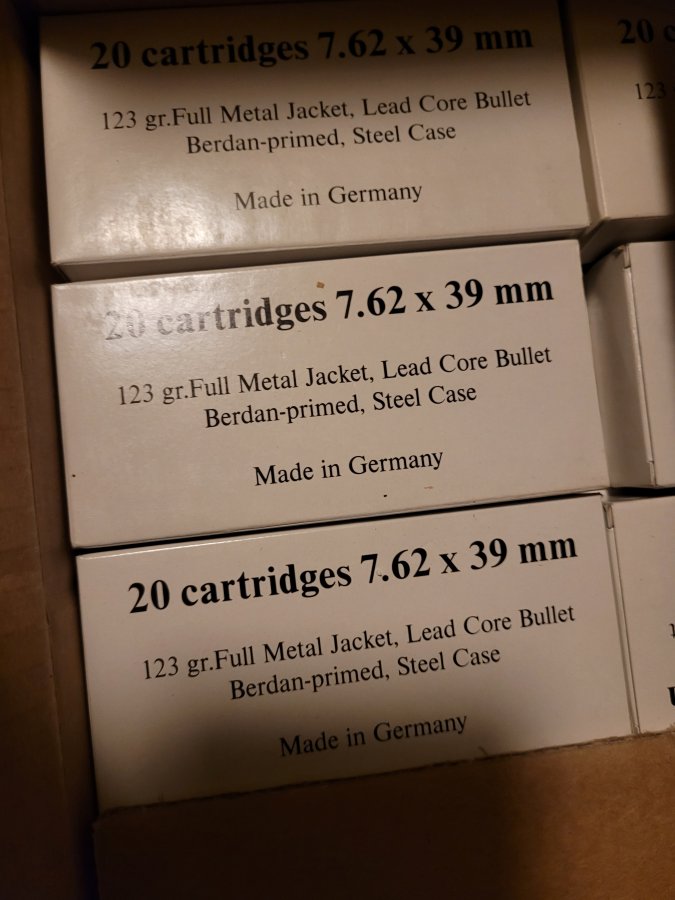 20 cartridges 7.62 x 39 mm
123 gr.Full Metal Jacket, Lead Core Bullet
Berdan-primed, Steel Case
Made in Germany
20 c
123
20 cartridges 7.62 x 39 mm
123 gr.Full Metal Jacket, Lead Core Bullet
Berdan-primed, Steel Case
Made in Germany
20 cartridges 7.62 x 39 mm
123 gr.Full Metal Jacket, Lead Core Bullet
Berdan-primed, Steel Case
Made in Germany